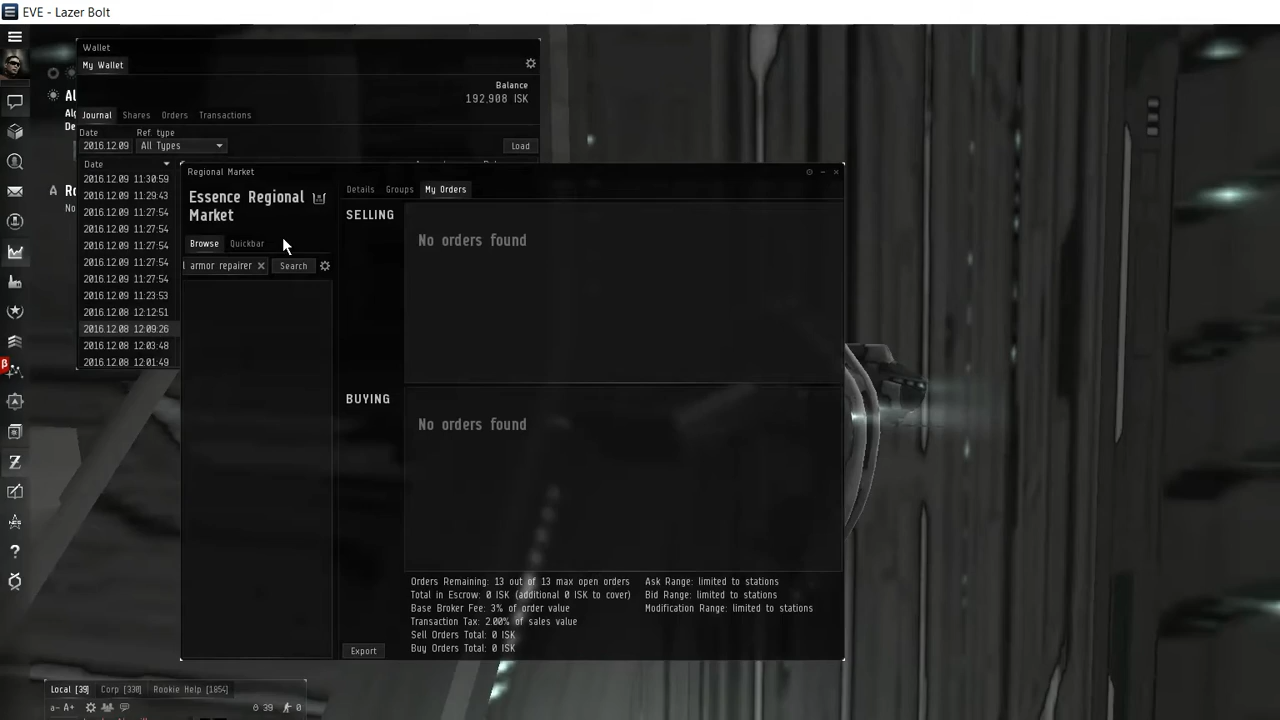 EVE - Lazer Bolt
Wallet
My Wallet
Balance
192,908 ISK
Journal Shares Orders Transactions
Date Ref. type
2016.12.09 All Types Load
Date
2016.12.09 11:30:59
2016.12.09 11:29:43
2016.12.09 11:27:54
2016.12.09 11:27:54
2016.12.09 11:27:54
2016.12.09 11:27:54
2016.12.09 11:27:54
2016.12.09 11:23:53
2016.12.08 12:12:51
2016.12.08 12:09:26
2016.12.08 12:03:48
2016.12.08 12:01:49
Regional Market
Essence Regional
Market
Browse Quickbar
l armor repairer Search
Details Groups My Orders
SELLING
No orders found
BUYING
No orders found
Orders Remaining: 13 out of 13 max open orders
Total in Escrow: 0 ISK (additional 0 ISK to cover)
Base Broker Fee: 3% of order value
Transaction Tax: 2.00% of sales value
Sell Orders Total: 0 ISK
Buy Orders Total: 0 ISK
Ask Range: limited to stations
Bid Range: limited to stations
Modification Range: limited to stations
Export
Local [39] Corp [330] Rookie Help [1854]
a- A+ 39 0